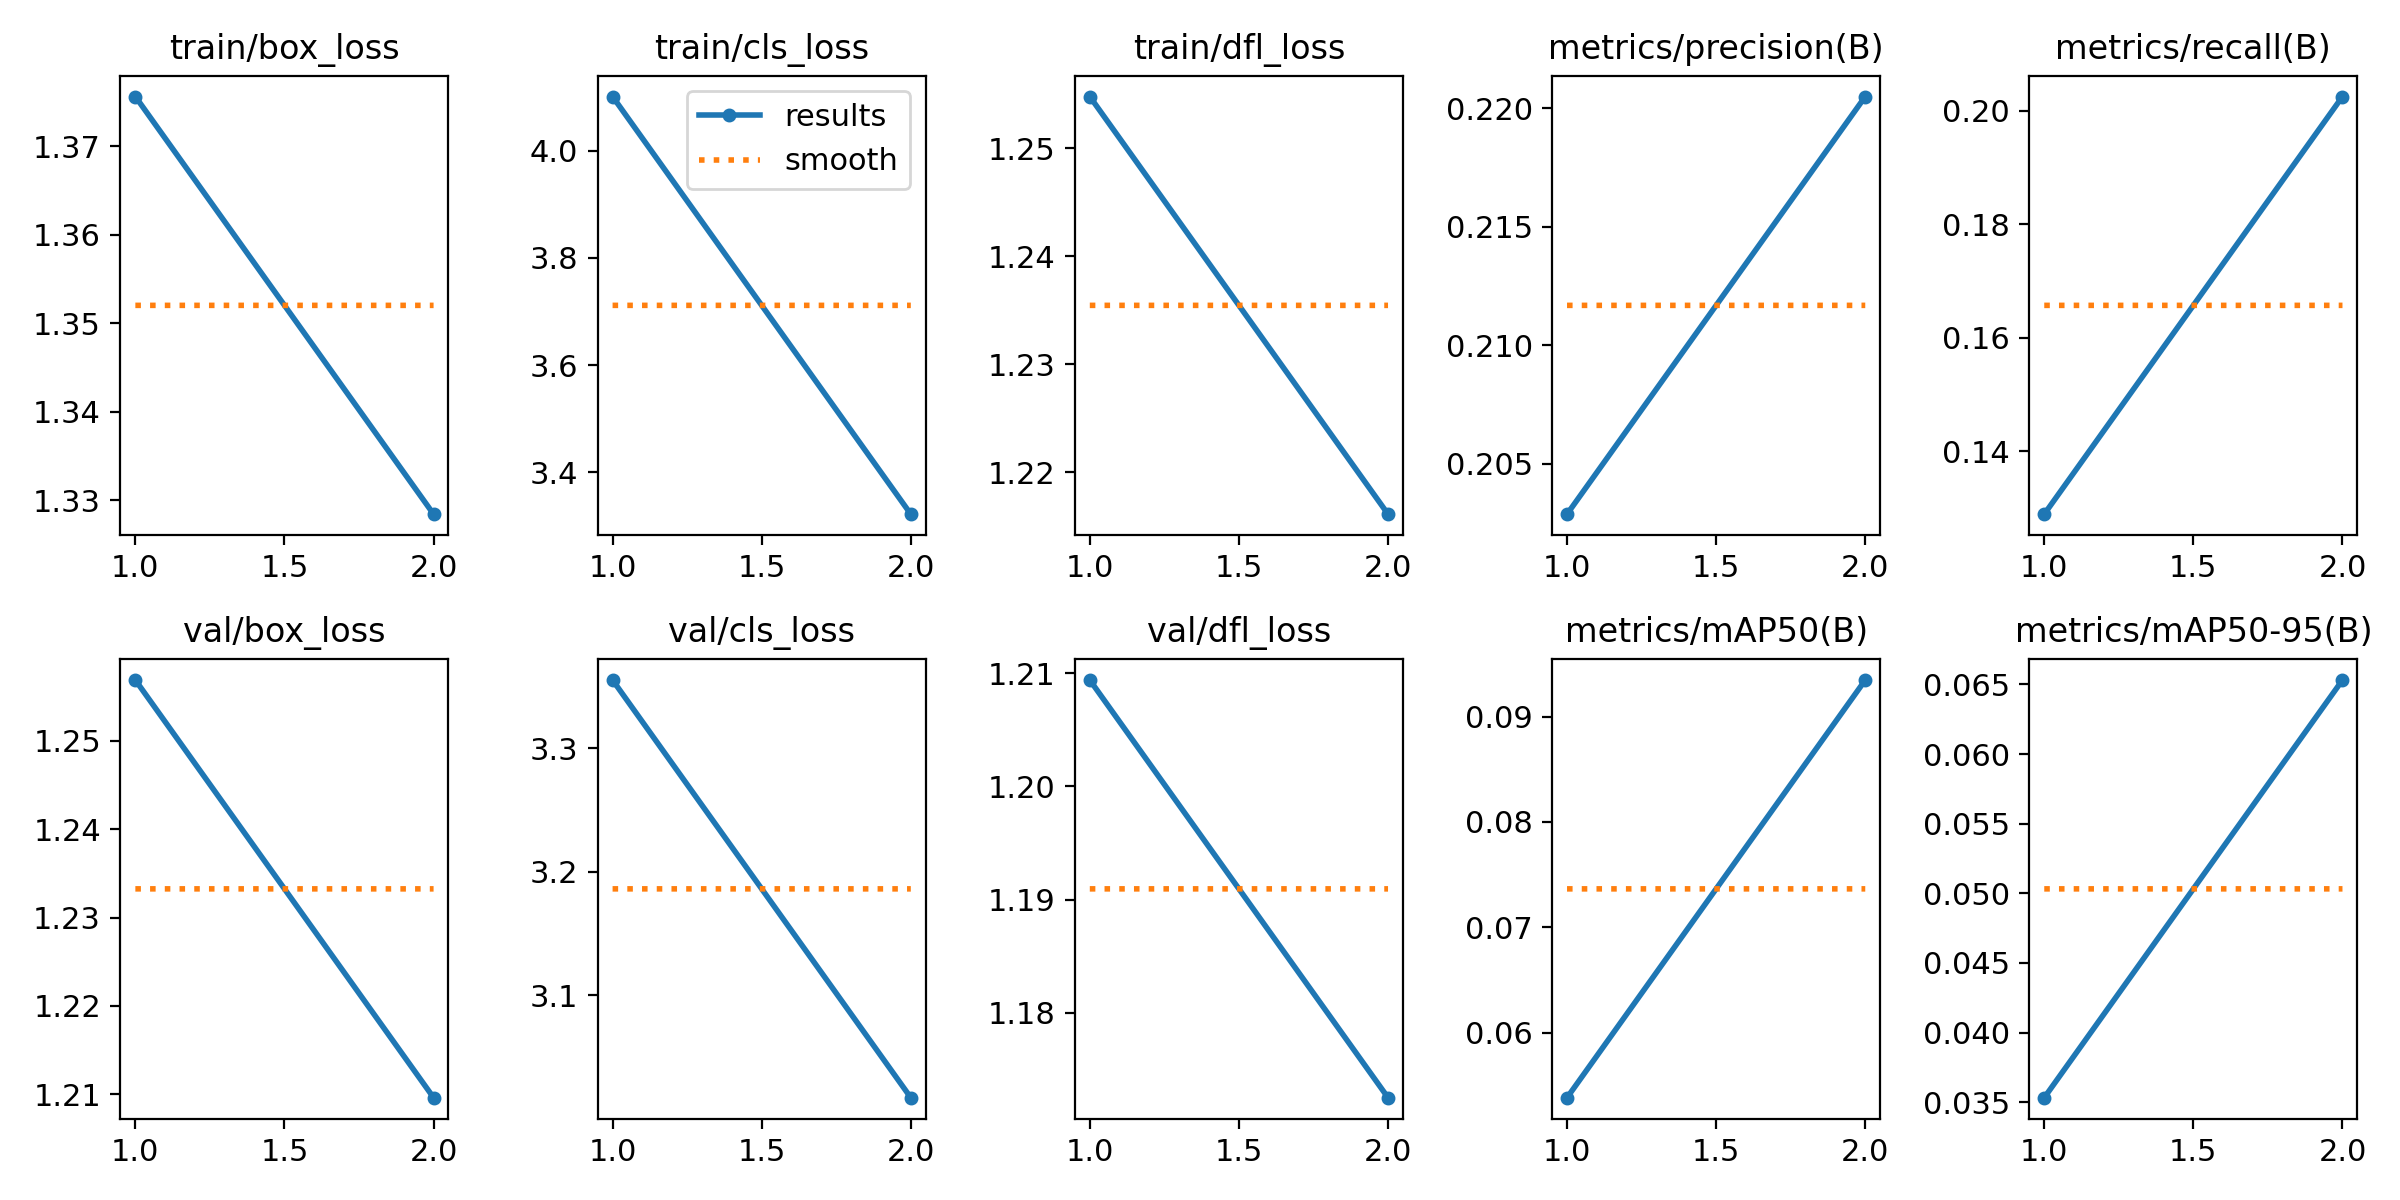 train/box_loss
1.37
1.36
1.35
1.34
1.33
1.0 1.5 2.0
train/cls_loss
results
smooth
4.0
3.8
3.6
3.4
1.0 1.5 2.0
train/dfl_loss
1.25
1.24
1.23
1.22
1.0 1.5 2.0
metrics/precision(B)
0.220
0.215
0.210
0.205
1.0 1.5 2.0
metrics/recall(B)
0.20
0.18
0.16
0.14
1.0 1.5 2.0
val/box_loss
1.25
1.24
1.23
1.22
1.21
1.0 1.5 2.0
val/cls_loss
3.3
3.2
3.1
1.0 1.5 2.0
val/dfl_loss
1.21
1.20
1.19
1.18
1.0 1.5 2.0
metrics/mAP50(B)
0.09
0.08
0.07
0.06
1.0 1.5 2.0
metrics/mAP50-95(B)
0.065
0.060
0.055
0.050
0.045
0.040
0.035
1.0 1.5 2.0